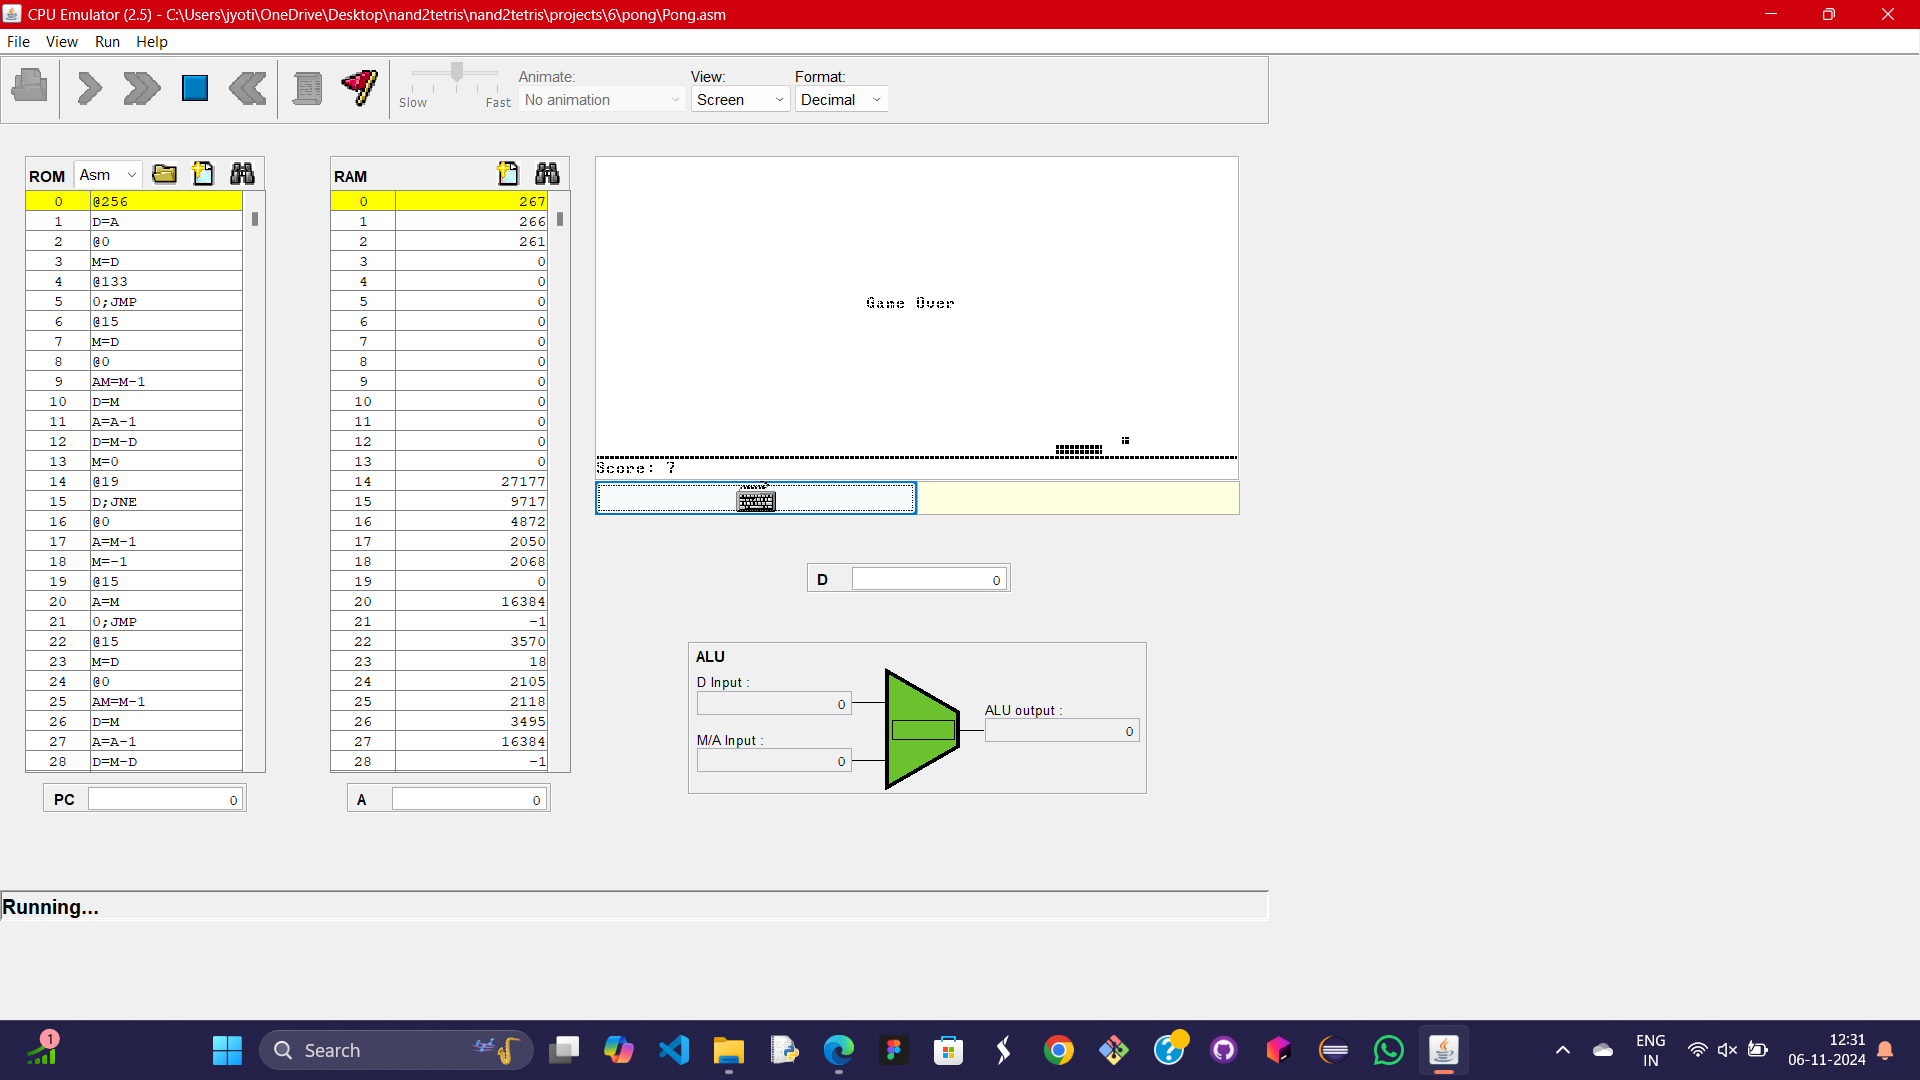 CPU Emulator (2.5) - C:\Users\jyoti\OneDrive\Desktop\nand2tetris\nand2tetris\projects\6\pong\Pong.asm
File View Run Help
Slow Fast
Animate:
No animation
View:
Screen
Format:
Decimal
ROM Asm
0 @256
1 D=A
2 @0
3 M=D
4 @133
5 0;JMP
6 @15
7 M=D
8 @0
9 AM=M-1
10 D=M
11 A=A-1
12 D=M-D
13 M=0
14 @19
15 D;JNE
16 @0
17 A=M-1
18 M=-1
19 @15
20 A=M
21 0;JMP
22 @15
23 M=D
24 @0
25 AM=M-1
26 D=M
27 A=A-1
28 D=M-D
PC 0
RAM
0 267
1 266
2 261
3 0
4 0
5 0
6 0
7 0
8 0
9 0
10 0
11 0
12 0
13 0
14 27177
15 9717
16 4872
17 2050
18 2068
19 0
20 16384
21 -1
22 3570
23 18
24 2105
25 2118
26 3495
27 16384
28 -1
A 0
Game Over
Score: 7
D 0
ALU
D Input :
0
M/A Input :
0
ALU output :
0
Running...
1
Search
ENG
IN
12:31
06-11-2024